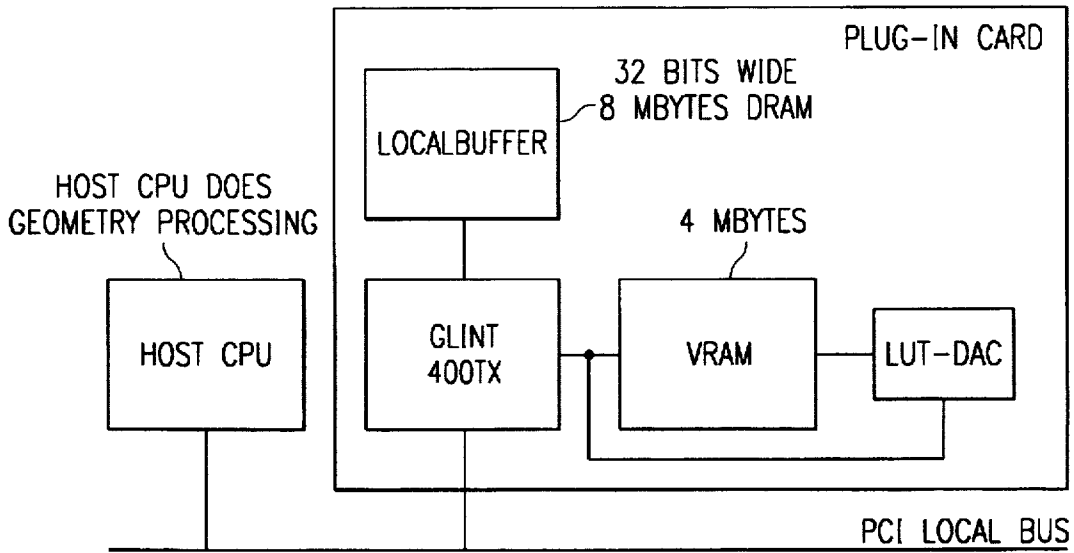 PLUG-IN CARD
32 BITS WIDE
8 MBYTES DRAM
LOCALBUFFER
HOST CPU DOES
GEOMETRY PROCESSING
4 MBYTES
HOST CPU
GLINT
400TX
VRAM
LUT-DAC
PCI LOCAL BUS